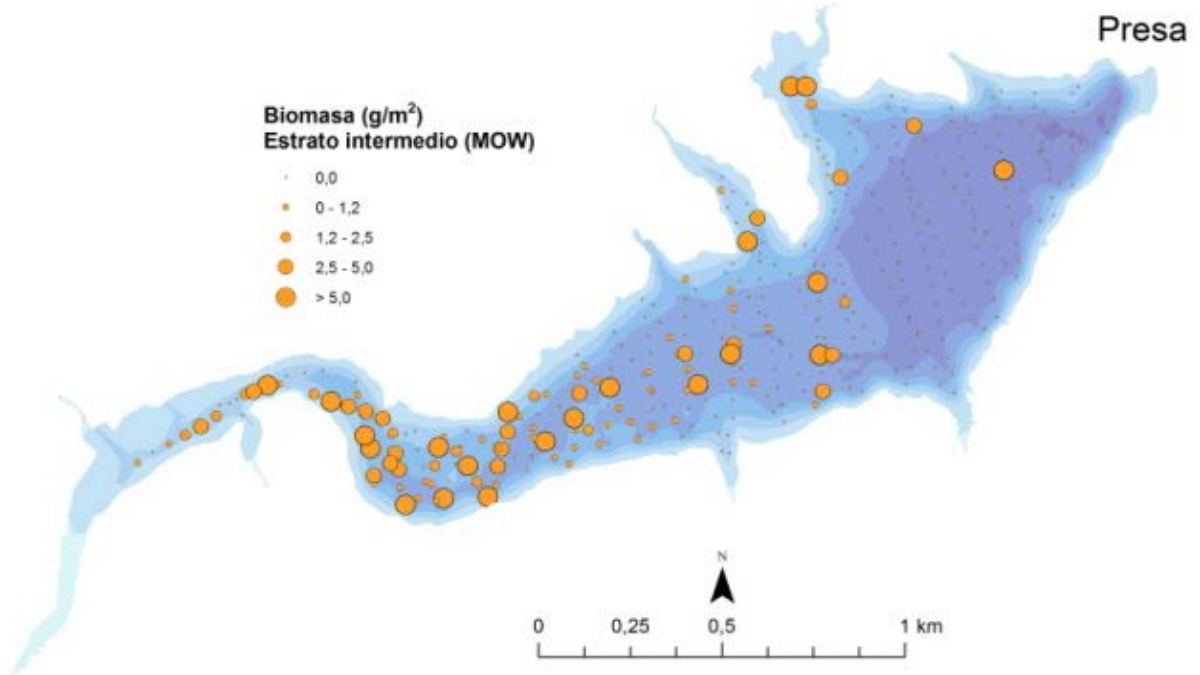 Presa
Biomasa (g/m²)
Estrato intermedio (MOW)
0,0
0 - 1,2
1,2 - 2,5
2,5 - 5,0
> 5,0
N
0 0,25 0,5 1 km